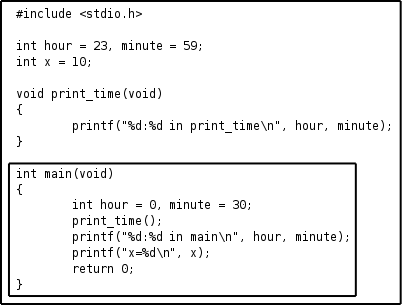 #include <stdio.h>

int hour = 23, minute = 59;
int x = 10;

void print_time(void)
{
        printf("%d:%d in print_time\n", hour, minute);
}

int main(void)
{
        int hour = 0, minute = 30;
        print_time();
        printf("%d:%d in main\n", hour, minute);
        printf("x=%d\n", x);
        return 0;
}